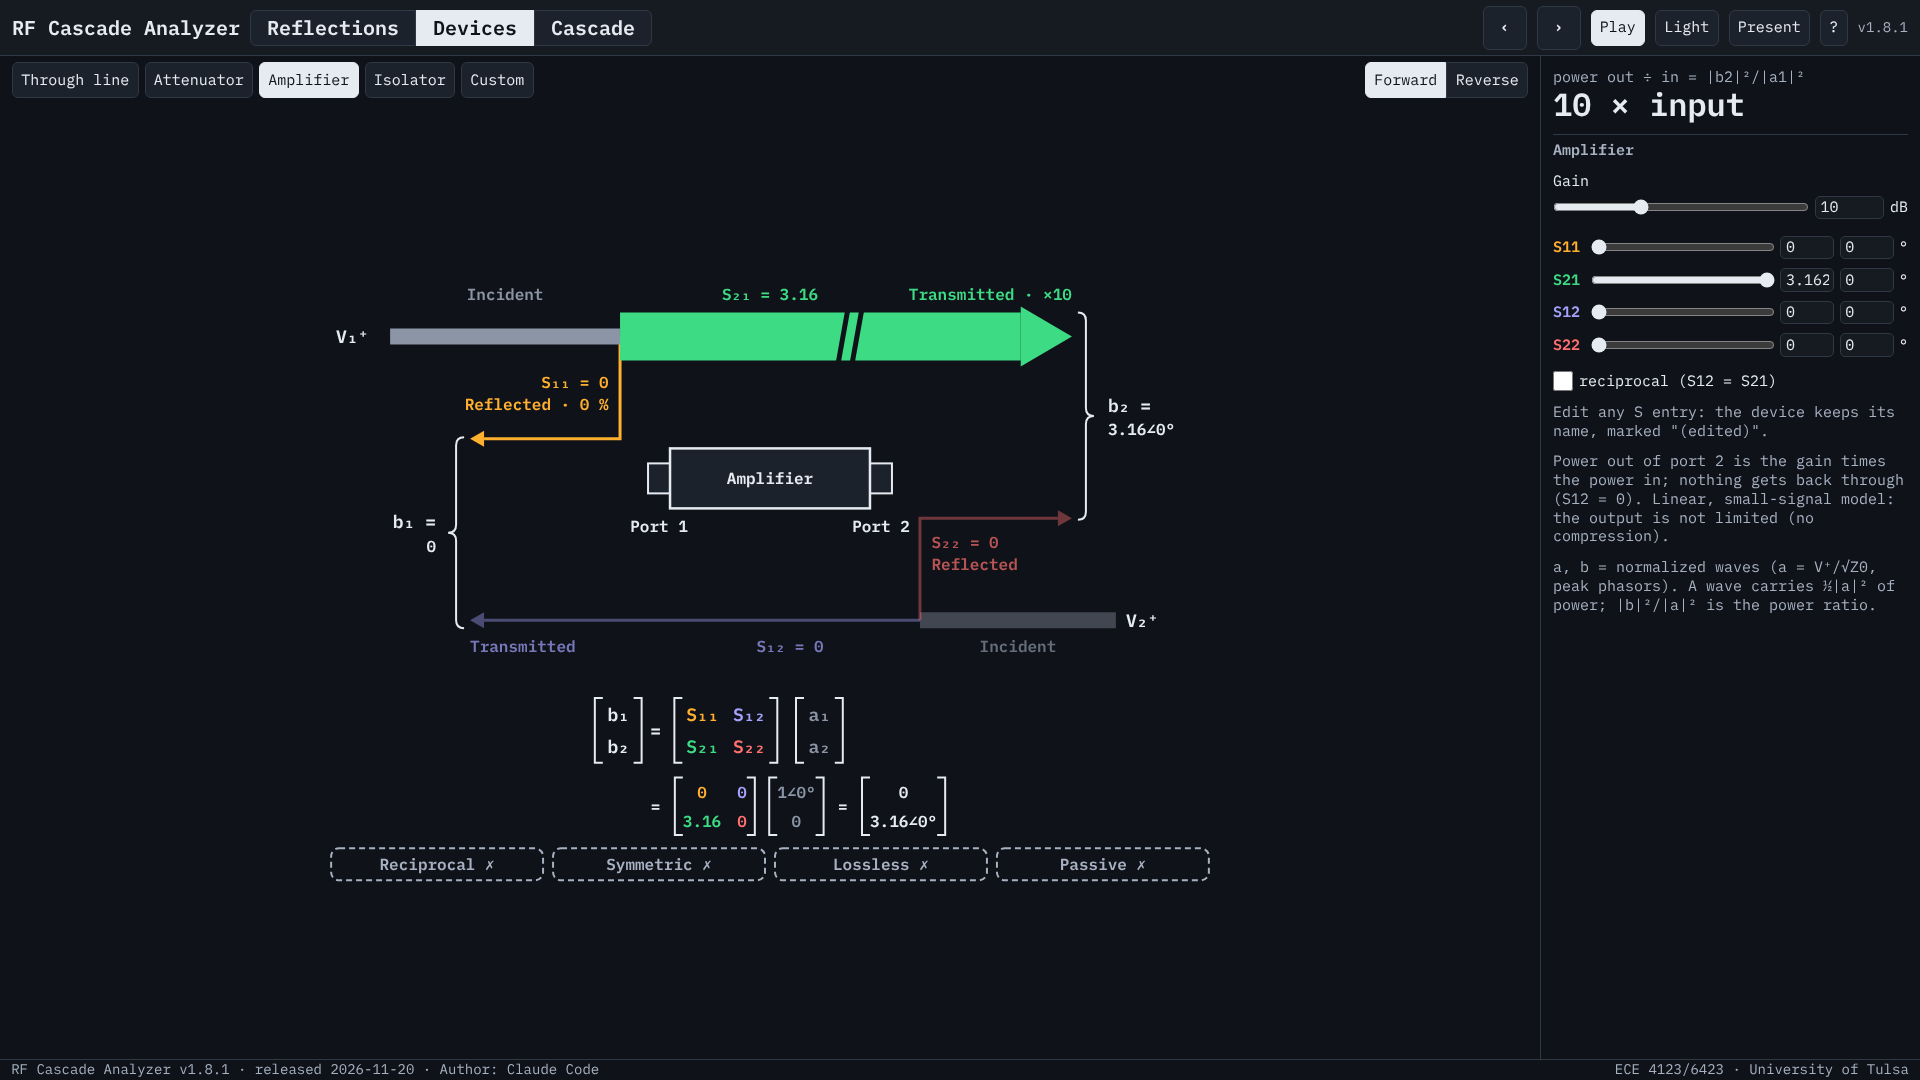 RF Cascade Analyzer Reflections Devices Cascade ‹ › Play Light Present ? v1.8.1
Through line Attenuator Amplifier Isolator Custom Forward Reverse
power out ÷ in = |b2|²/|a1|²
10 × input
Amplifier
Gain
10 dB
S11 0 0 °
S21 3.162 0 °
S12 0 0 °
S22 0 0 °
reciprocal (S12 = S21)
Edit any S entry: the device keeps its
name, marked "(edited)".
Power out of port 2 is the gain times
the power in; nothing gets back through
(S12 = 0). Linear, small-signal model:
the output is not limited (no
compression).
a, b = normalized waves (a = V⁺/√Z0,
peak phasors). A wave carries ½|a|² of
power; |b|²/|a|² is the power ratio.
Incident S₂₁ = 3.16 Transmitted · ×10
V₁⁺
S₁₁ = 0
Reflected · 0 %
b₂ =
3.16∠0°
Amplifier
b₁ =
0
Port 1 Port 2
S₂₂ = 0
Reflected
V₂⁺
Transmitted S₁₂ = 0 Incident
b₁ S₁₁ S₁₂ a₁
=
b₂ S₂₁ S₂₂ a₂
0 0 1∠0° 0
= =
3.16 0 0 3.16∠0°
Reciprocal ✗ Symmetric ✗ Lossless ✗ Passive ✗
RF Cascade Analyzer v1.8.1 · released 2026-11-20 · Author: Claude Code ECE 4123/6423 · University of Tulsa